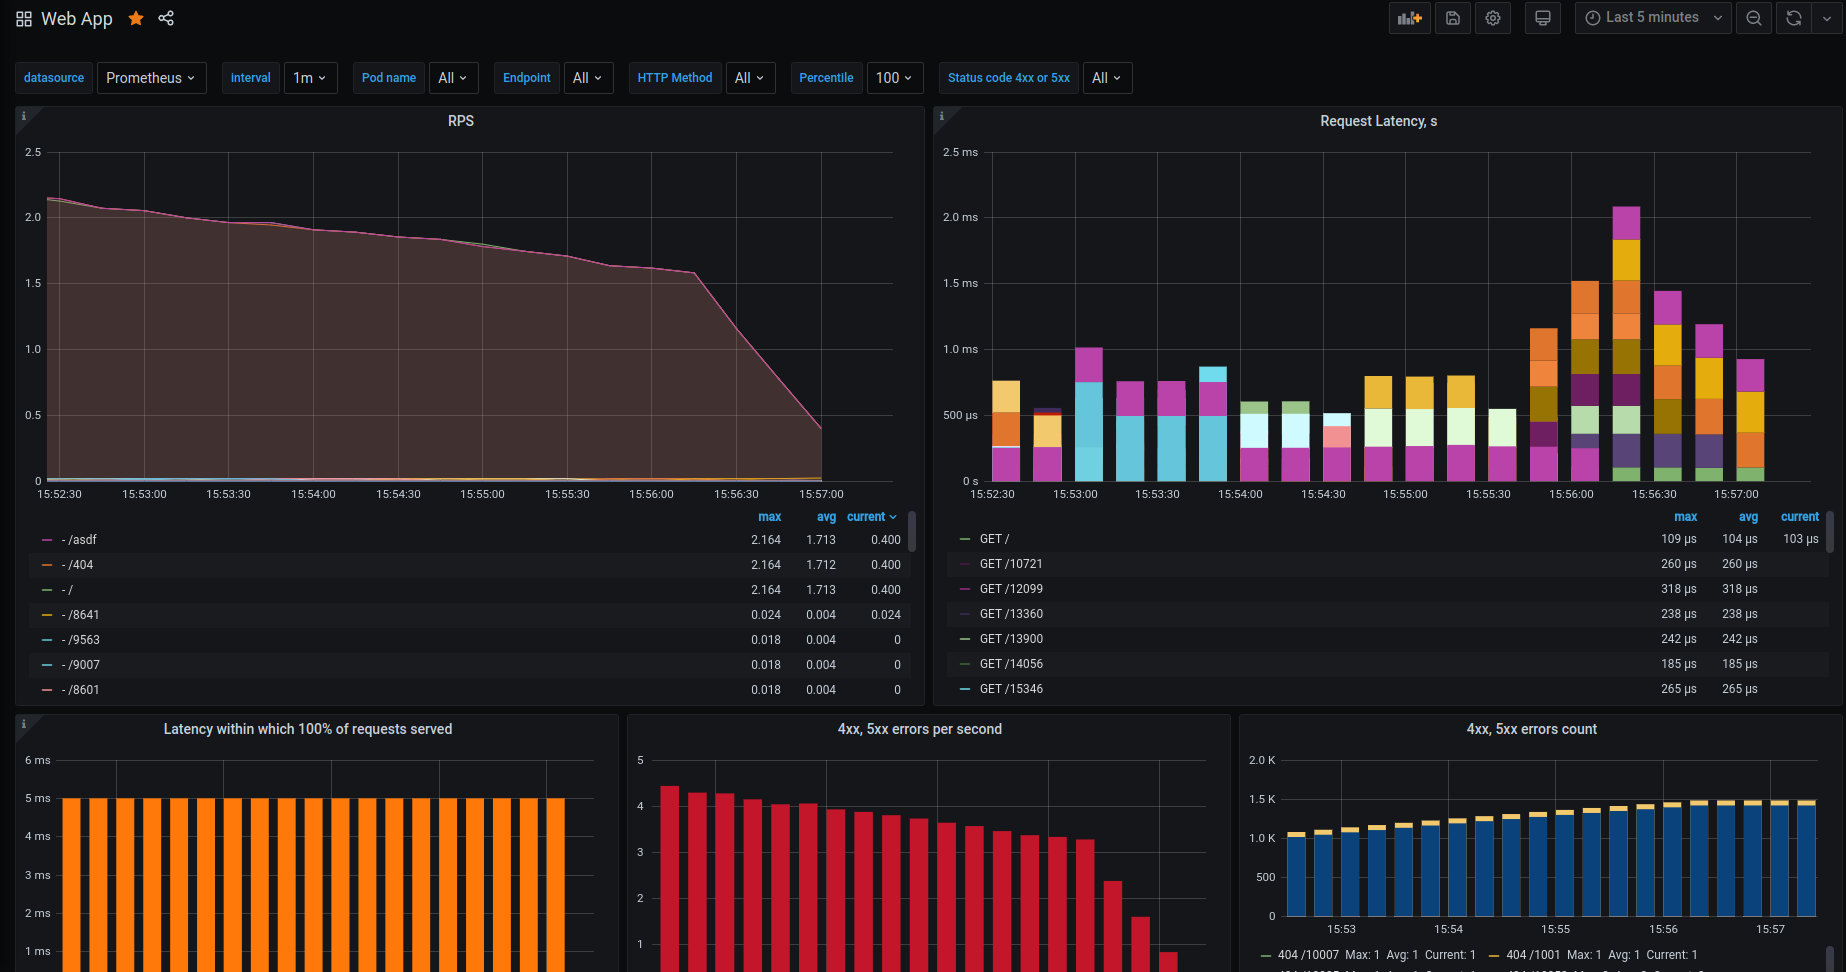 Web App
Last 5 minutes
datasource Prometheus interval 1m Pod name All Endpoint All HTTP Method All Percentile 100 Status code 4xx or 5xx All
RPS
2.5
2.0
1.5
1.0
0.5
0
15:52:30 15:53:00 15:53:30 15:54:00 15:54:30 15:55:00 15:55:30 15:56:00 15:56:30 15:57:00
max avg current
- /asdf 2.164 1.713 0.400
- /404 2.164 1.712 0.400
- / 2.164 1.713 0.400
- /8641 0.024 0.004 0.024
- /9563 0.018 0.004 0
- /9007 0.018 0.004 0
- /8601 0.018 0.004 0
Request Latency, s
2.5 ms
2.0 ms
1.5 ms
1.0 ms
500 µs
0 s
15:52:30 15:53:00 15:53:30 15:54:00 15:54:30 15:55:00 15:55:30 15:56:00 15:56:30 15:57:00
max avg current
GET / 109 µs 104 µs 103 µs
GET /10721 260 µs 260 µs
GET /12099 318 µs 318 µs
GET /13360 238 µs 238 µs
GET /13900 242 µs 242 µs
GET /14056 185 µs 185 µs
GET /15346 265 µs 265 µs
Latency within which 100% of requests served
6 ms
5 ms
4 ms
3 ms
2 ms
1 ms
4xx, 5xx errors per second
5
4
3
2
1
4xx, 5xx errors count
2.0 K
1.5 K
1.0 K
500
0
15:53 15:54 15:55 15:56 15:57
404 /10007 Max: 1 Avg: 1 Current: 1 404 /1001 Max: 1 Avg: 1 Current: 1